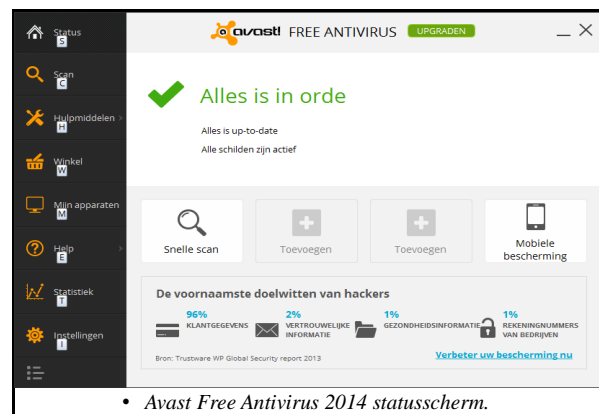 avast! FREE ANTIVIRUS UPGRADEN
Status
S
Scan
C
Hulpmiddelen
H
Winkel
W
Mijn apparaten
M
Help
E
Statistiek
T
Instellingen
I
Alles is in orde
Alles is up-to-date
Alle schilden zijn actief
Snelle scan
Toevoegen
Toevoegen
Mobiele
bescherming
De voornaamste doelwitten van hackers
96%
KLANTGEGEVENS
2%
VERTROUWELIJKE
INFORMATIE
1%
GEZONDHEIDSINFORMATIE
1%
REKENINGNUMMERS
VAN BEDRIJVEN
Bron: Trustware WP Global Security report 2013
Verbeter uw bescherming nu
• Avast Free Antivirus 2014 statusscherm.